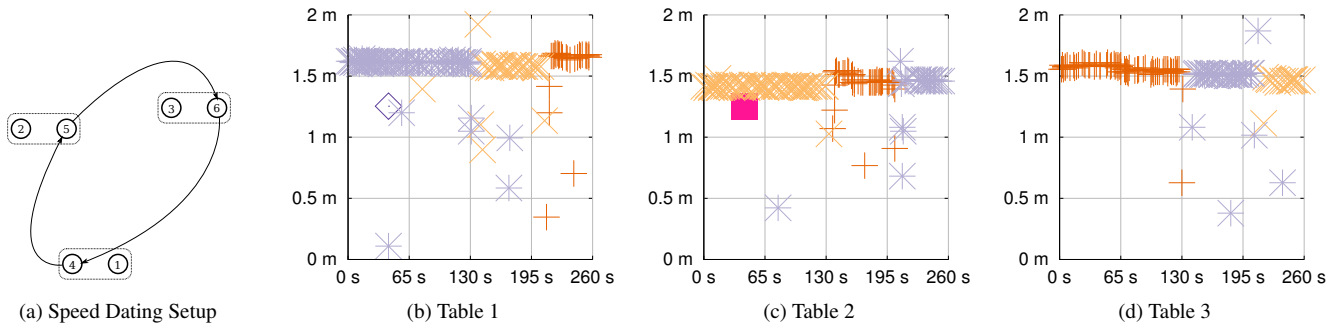 2
5
3
6
4
1
(a) Speed Dating Setup
2 m
1.5 m
1 m
0.5 m
0 m
0 s 65 s 130 s 195 s 260 s
(b) Table 1
2 m
1.5 m
1 m
0.5 m
0 m
0 s 65 s 130 s 195 s 260 s
(c) Table 2
2 m
1.5 m
1 m
0.5 m
0 m
0 s 65 s 130 s 195 s 260 s
(d) Table 3